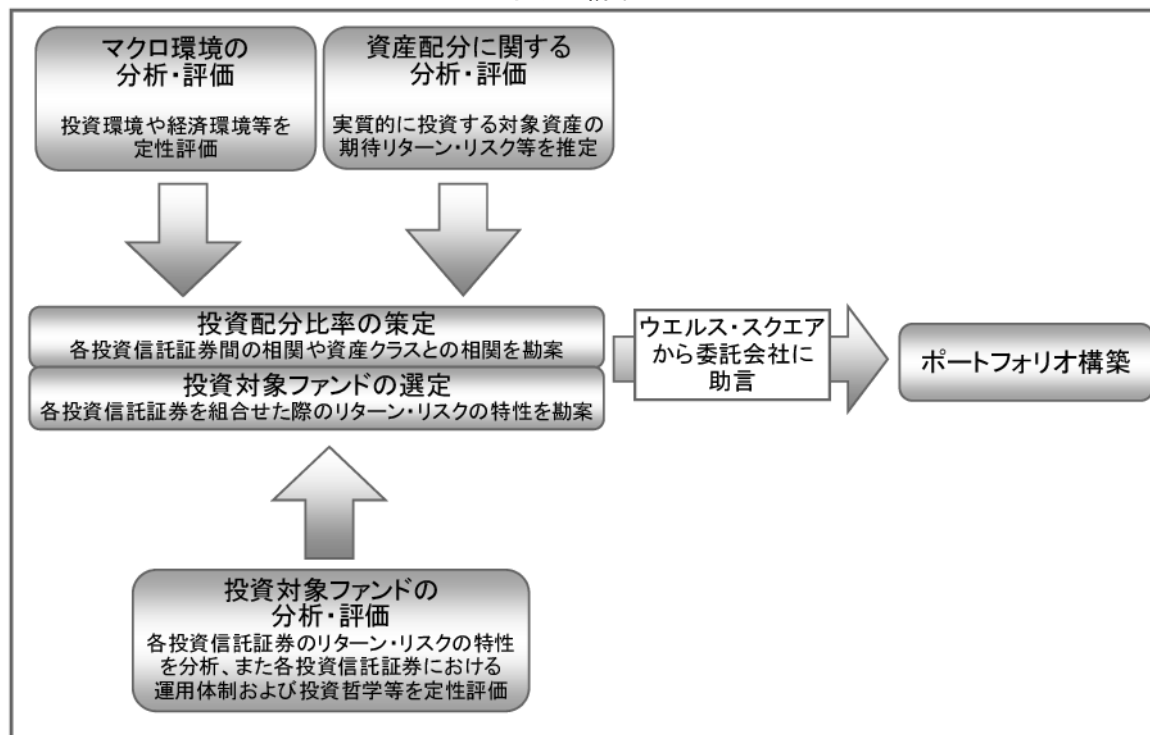 マクロ環境の
分析・評価
投資環境や経済環境等を
定性評価
資産配分に関する
分析・評価
実質的に投資する対象資産の
期待リターン・リスク等を推定
投資配分比率の策定
各投資信託証券間の相関や資産クラスとの相関を勘案
投資対象ファンドの選定
各投資信託証券を組合せた際のリターン・リスクの特性を勘案
ウエルス・スクエア
から委託会社に
助言
ポートフォリオ構築
投資対象ファンドの
分析・評価
各投資信託証券のリターン・リスクの特性
を分析、また各投資信託証券における
運用体制および投資哲学等を定性評価